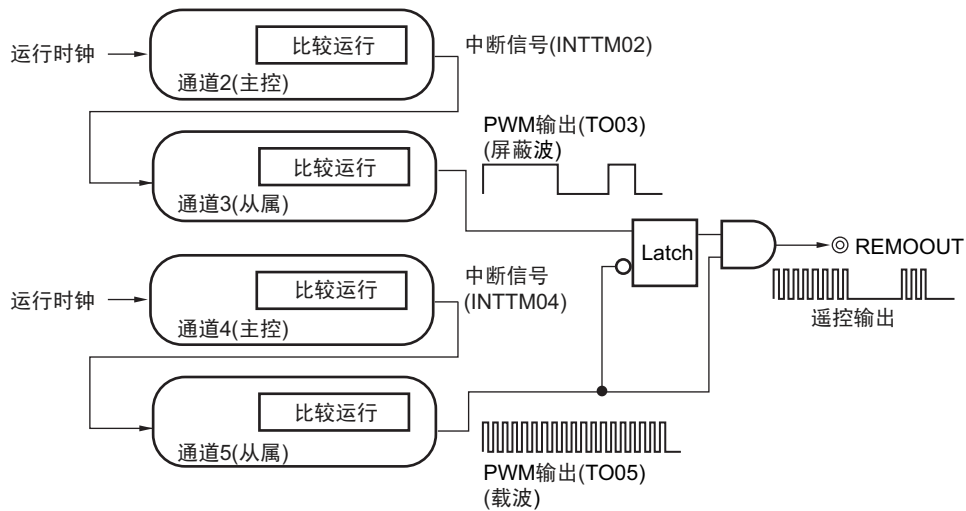 比较运行
运行时钟
中断信号(INTTM02)
通道2(主控)
PWM输出(TO03)
(屏蔽波)
比较运行
通道3(从属)
Latch
REMOOUT
遥控输出
比较运行
运行时钟
中断信号
(INTTM04)
通道4(主控)
比较运行
通道5(从属)
PWM输出(TO05)
(载波)